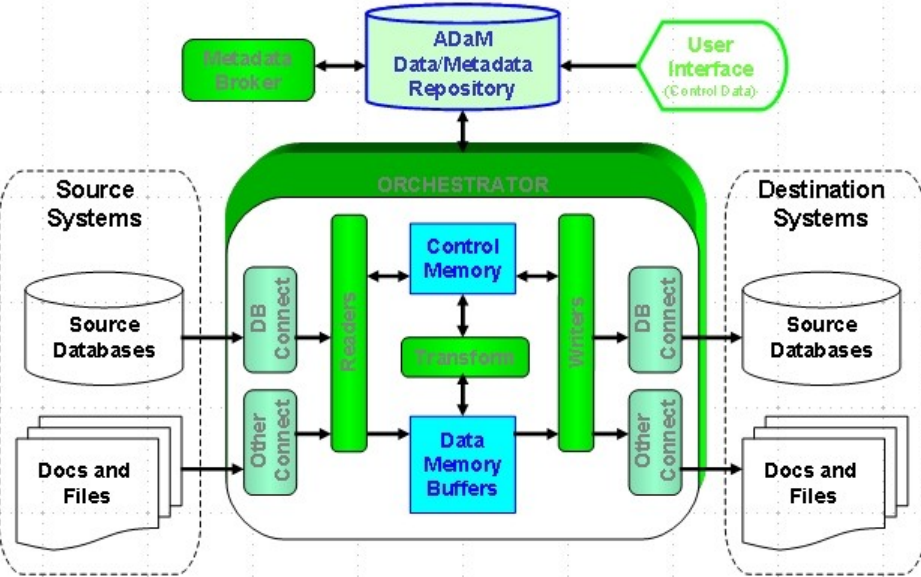 ADaM
Data/Metadata
Repository
Metadata
Broker
User
Interface
(Control Data)
ORCHESTRATOR
Source
Systems
Destination
Systems
Source
Databases
Docs and
Files
DB
Connect
Other
Connect
Readers
Control
Memory
Transform
Data
Memory
Buffers
Writers
DB
Connect
Other
Connect
Source
Databases
Docs and
Files